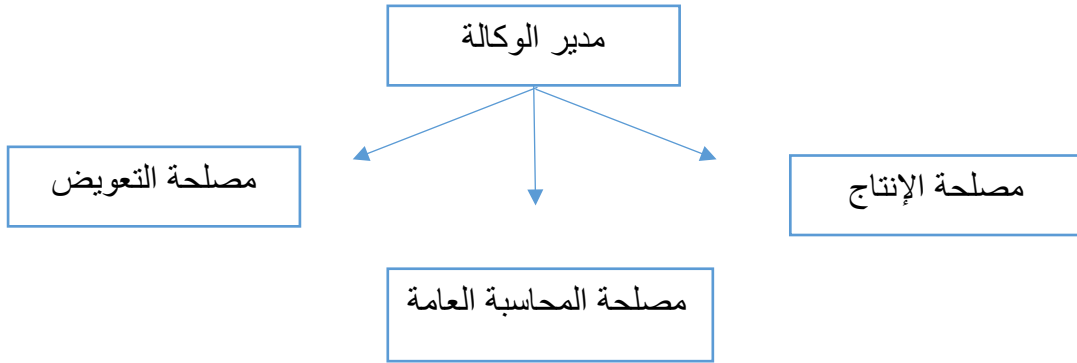 مدير الوكالة
مصلحة الإنتاج
مصلحة التعويض
مصلحة المحاسبة العامة